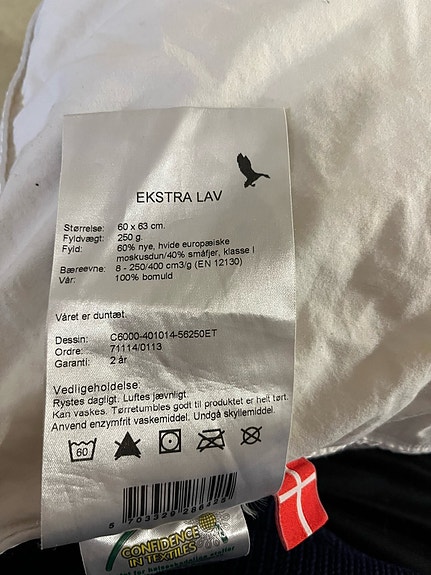 EKSTRA LAV
Størrelse: 60 x 63 cm.
Fyldvægt: 250 g.
Fyld: 60% nye, hvide europæiske
moskusdun/40% småfjer, klasse I
Bæreevne: 8 - 250/400 cm3/g (EN 12130)
Vår: 100% bomuld
Våret er duntæt.
Dessin: C6000-401014-56250ET
Ordre: 71114/0113
Garanti: 2 år
Vedligeholdelse:
Rystes dagligt. Luftes jævnligt.
Kan vaskes. Tørretumbles godt til produktet er helt tørt.
Anvend enzymfrit vaskemiddel. Undgå skyllemiddel.
60
CONFIDENCE
IN TEXTILES